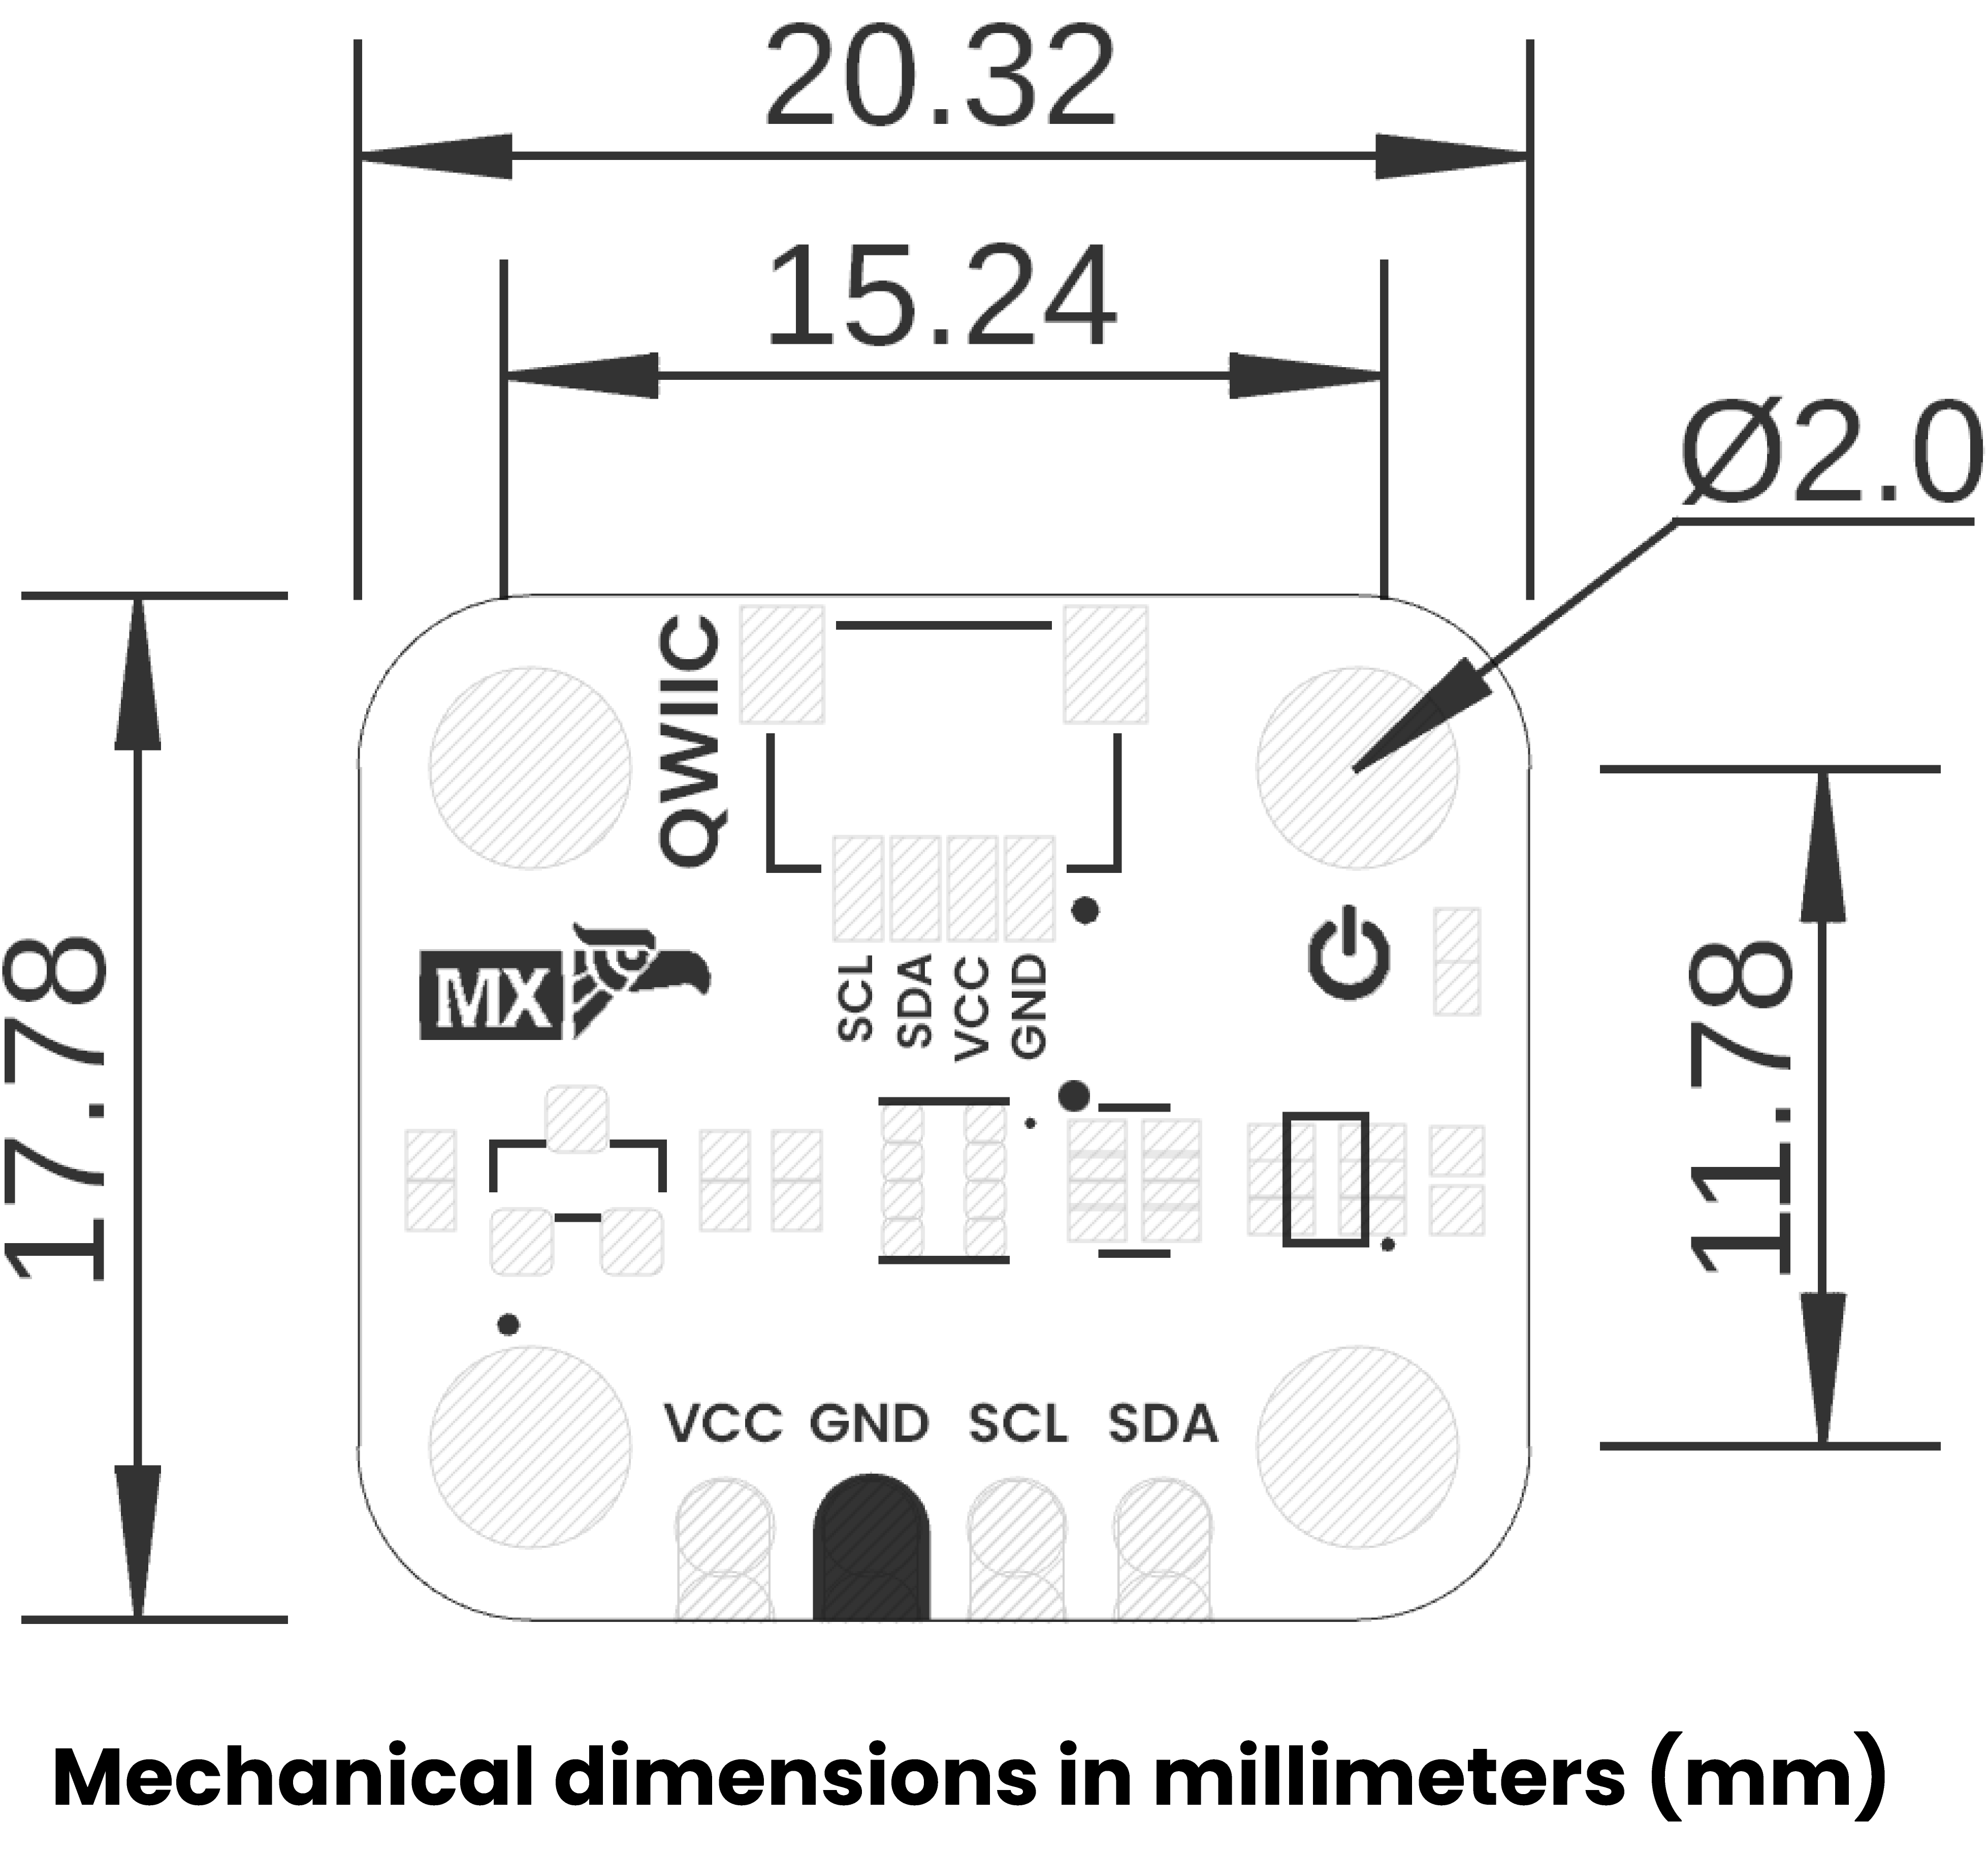 20.32
15.24
Ø2.0
QWIIC
17.78
11.78
MX
SCL
SDA
VCC
GND
VCC GND SCL SDA
Mechanical dimensions in millimeters (mm)